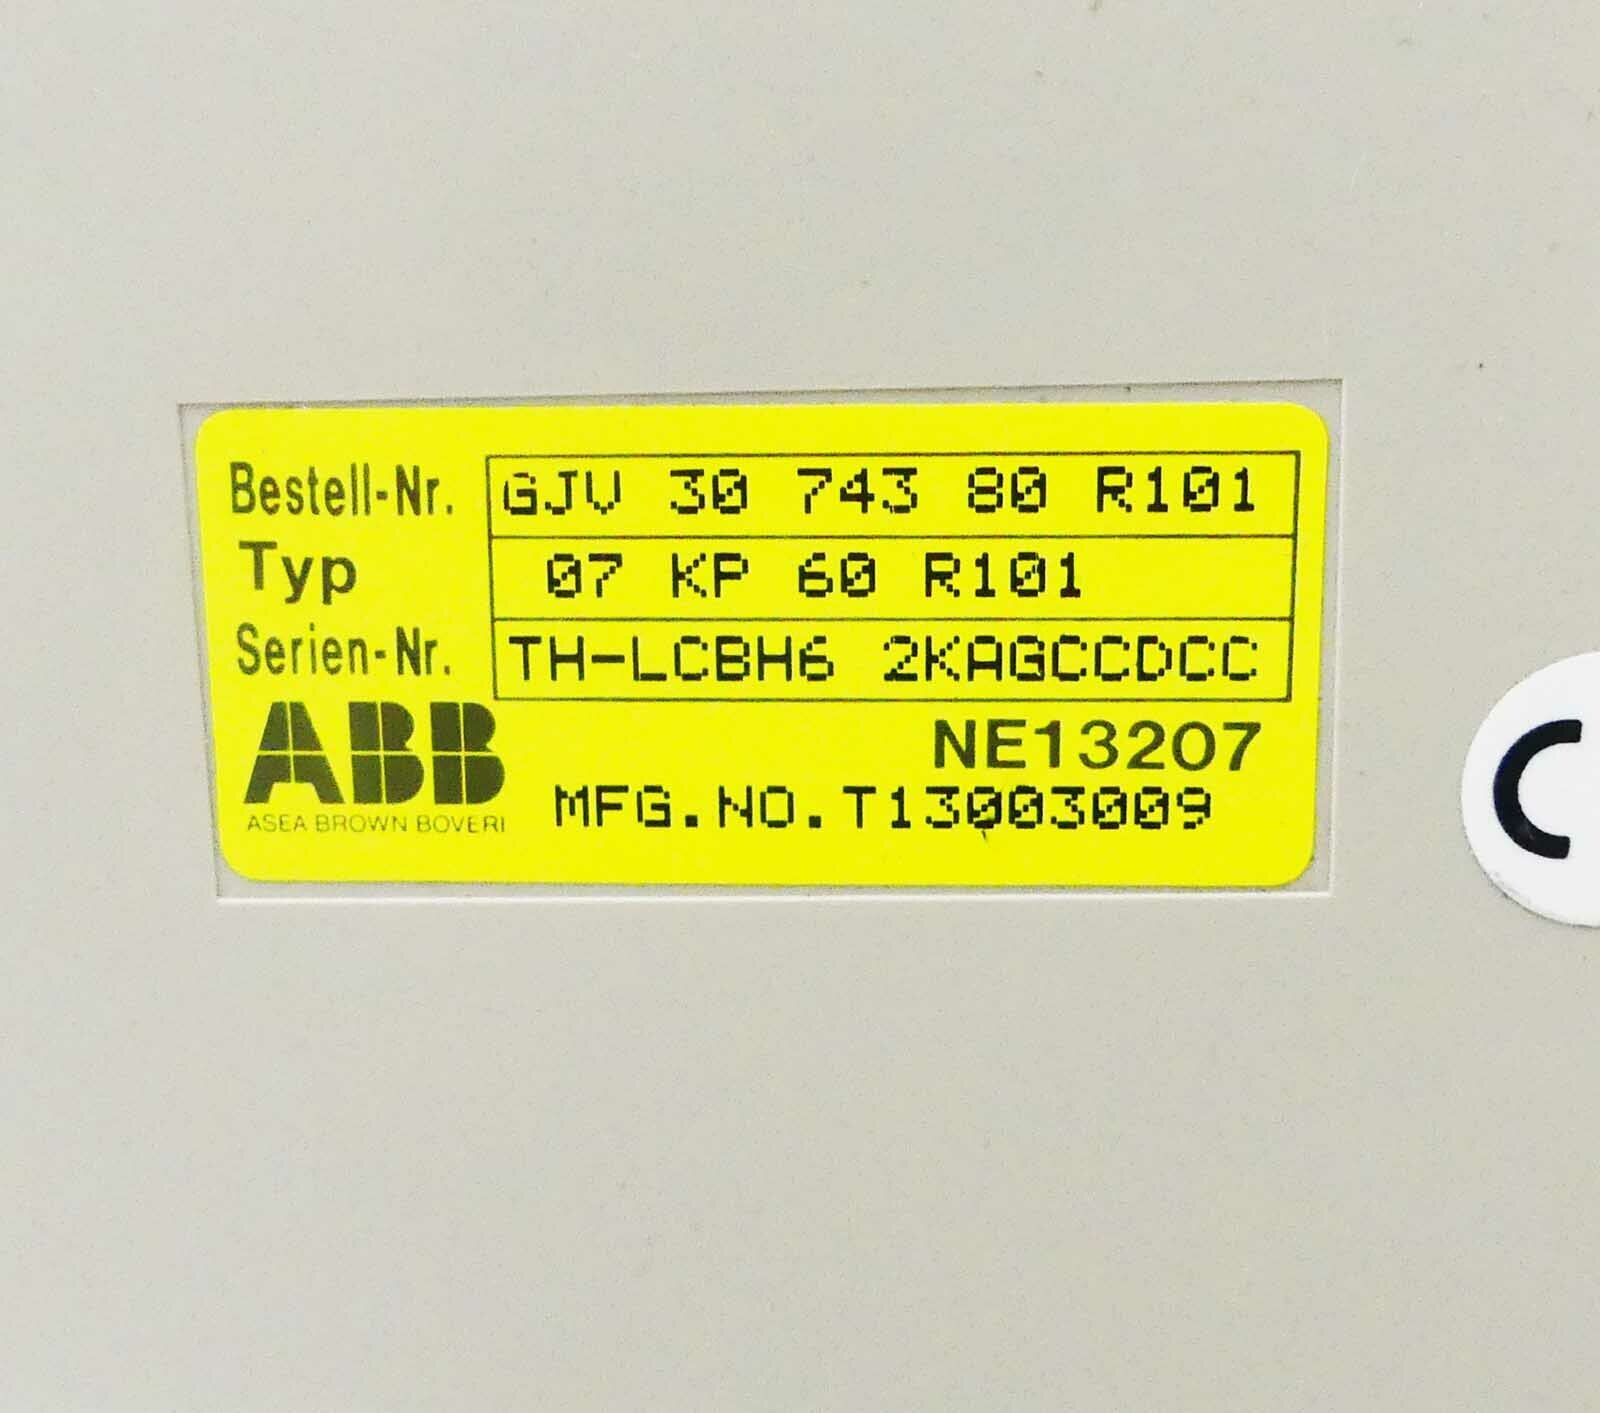 Bestell-Nr. GJV 30 743 80 R101
Typ 07 KP 60 R101
Serien-Nr. TH-LCBH6 2KAGCCDCC
ABB NE13207
ASEA BROWN BOVERI MFG.NO.T13003009
C